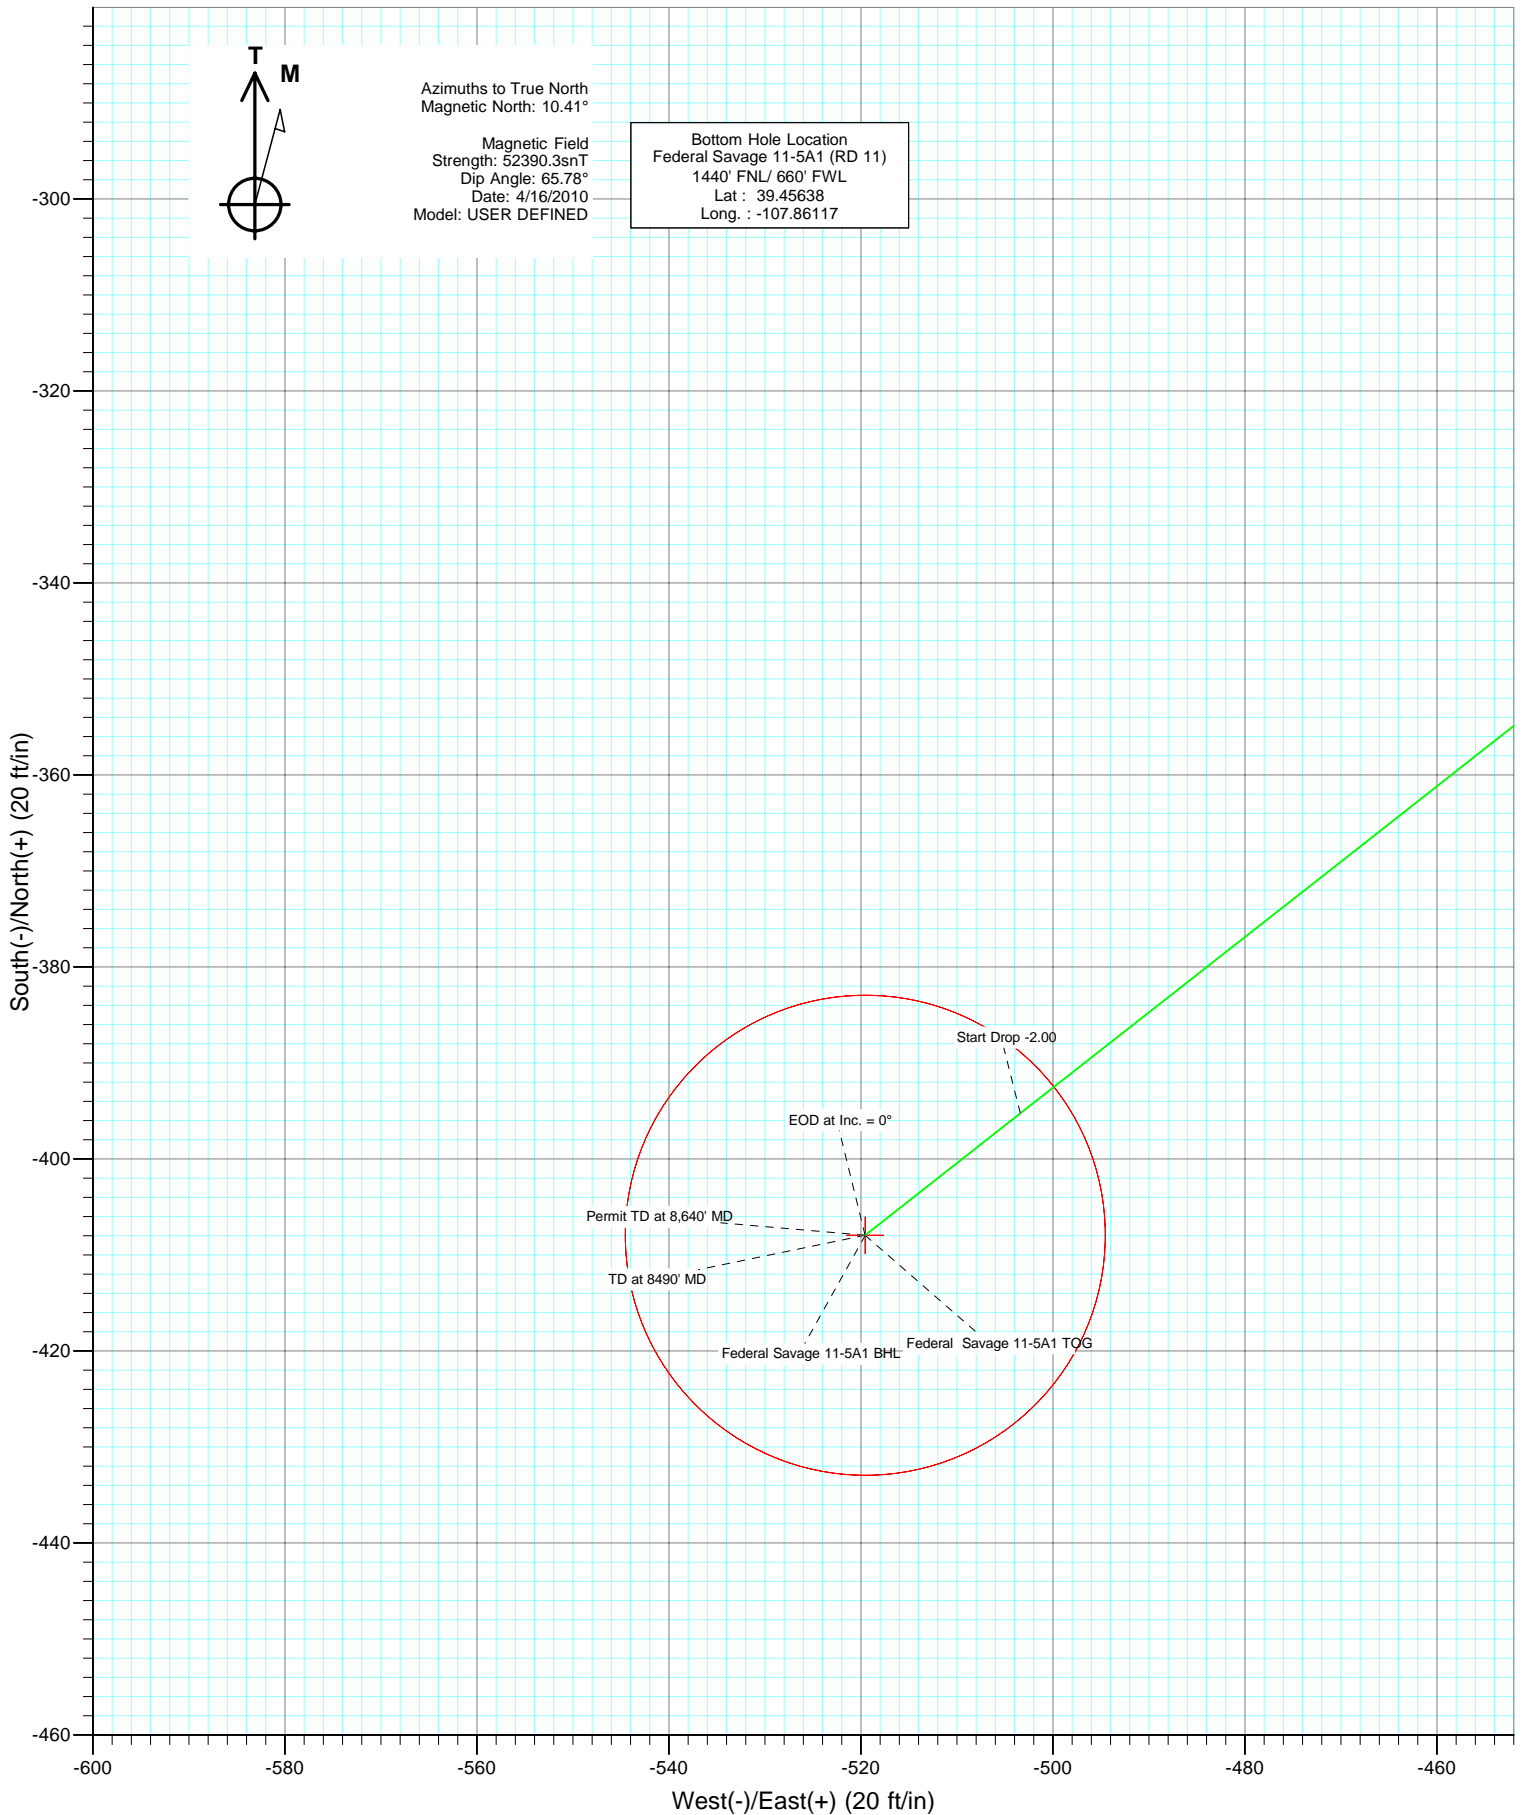 T
M
Azimuths to True North
Magnetic North: 10.41°
Magnetic Field
Strength: 52390.3snT
Dip Angle: 65.78°
Date: 4/16/2010
Model: USER DEFINED
Bottom Hole Location
Federal Savage 11-5A1 (RD 11)
1440' FNL/ 660' FWL
Lat : 39.45638
Long. : -107.86117
-300
-320
-340
-360
-380
-400
-420
-440
-460
South(-)/North(+) (20 ft/in)
Start Drop -2.00
EOD at Inc. = 0°
Permit TD at 8,640' MD
TD at 8490' MD
Federal Savage 11-5A1 BHL
Federal Savage 11-5A1 TOG
-600
-580
-560
-540
-520
-500
-480
-460
West(-)/East(+) (20 ft/in)